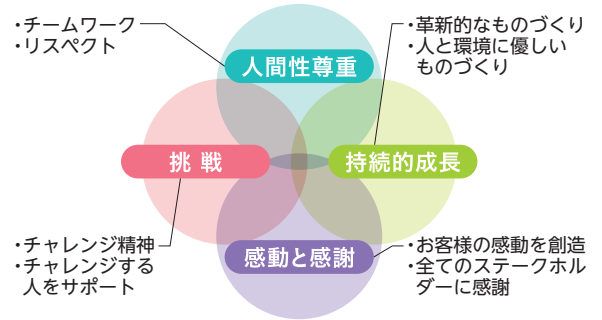 ・チームワーク
・リスペクト
人間性尊重
・革新的なものづくり
・人と環境に優しい
ものづくり
挑戦
持続的成長
・チャレンジ精神
・チャレンジする
人をサポート
感動と感謝
・お客様の感動を創造
・全てのステークホル
ダーに感謝